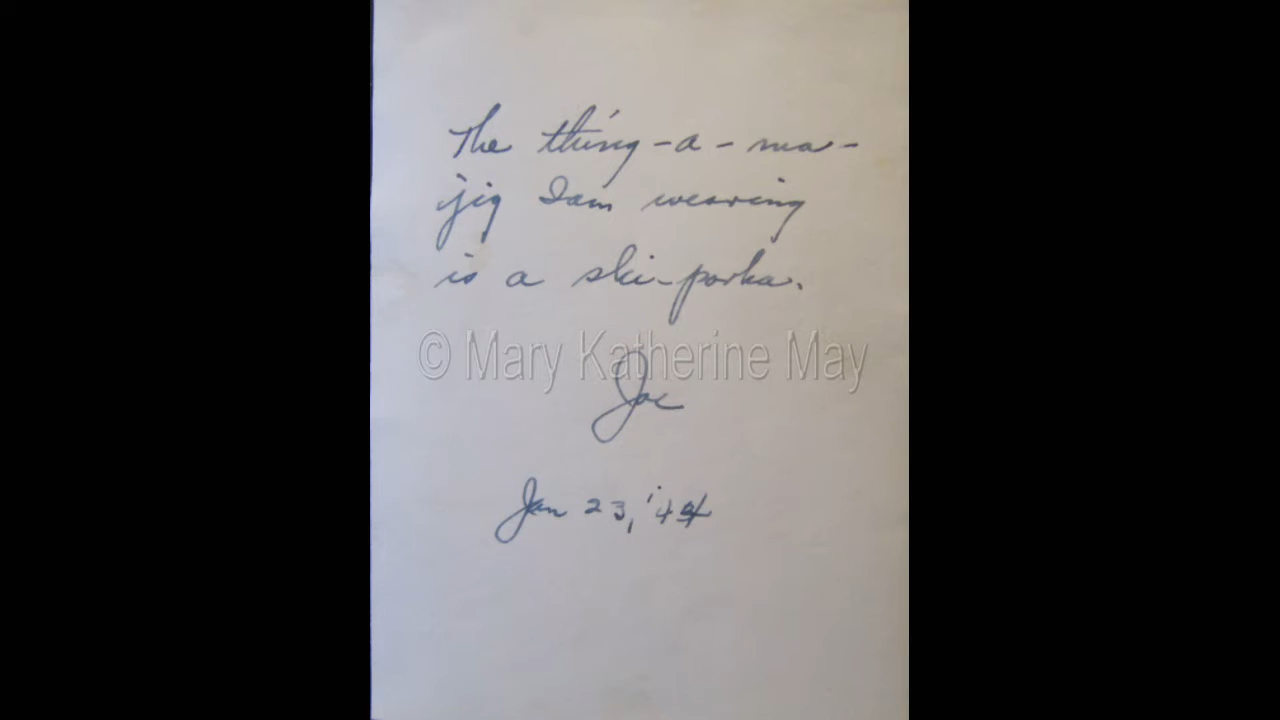 The thing-a-ma-
jig I am wearing
is a ski-parka.
© Mary Katherine May
Joe
Jan 23, '44